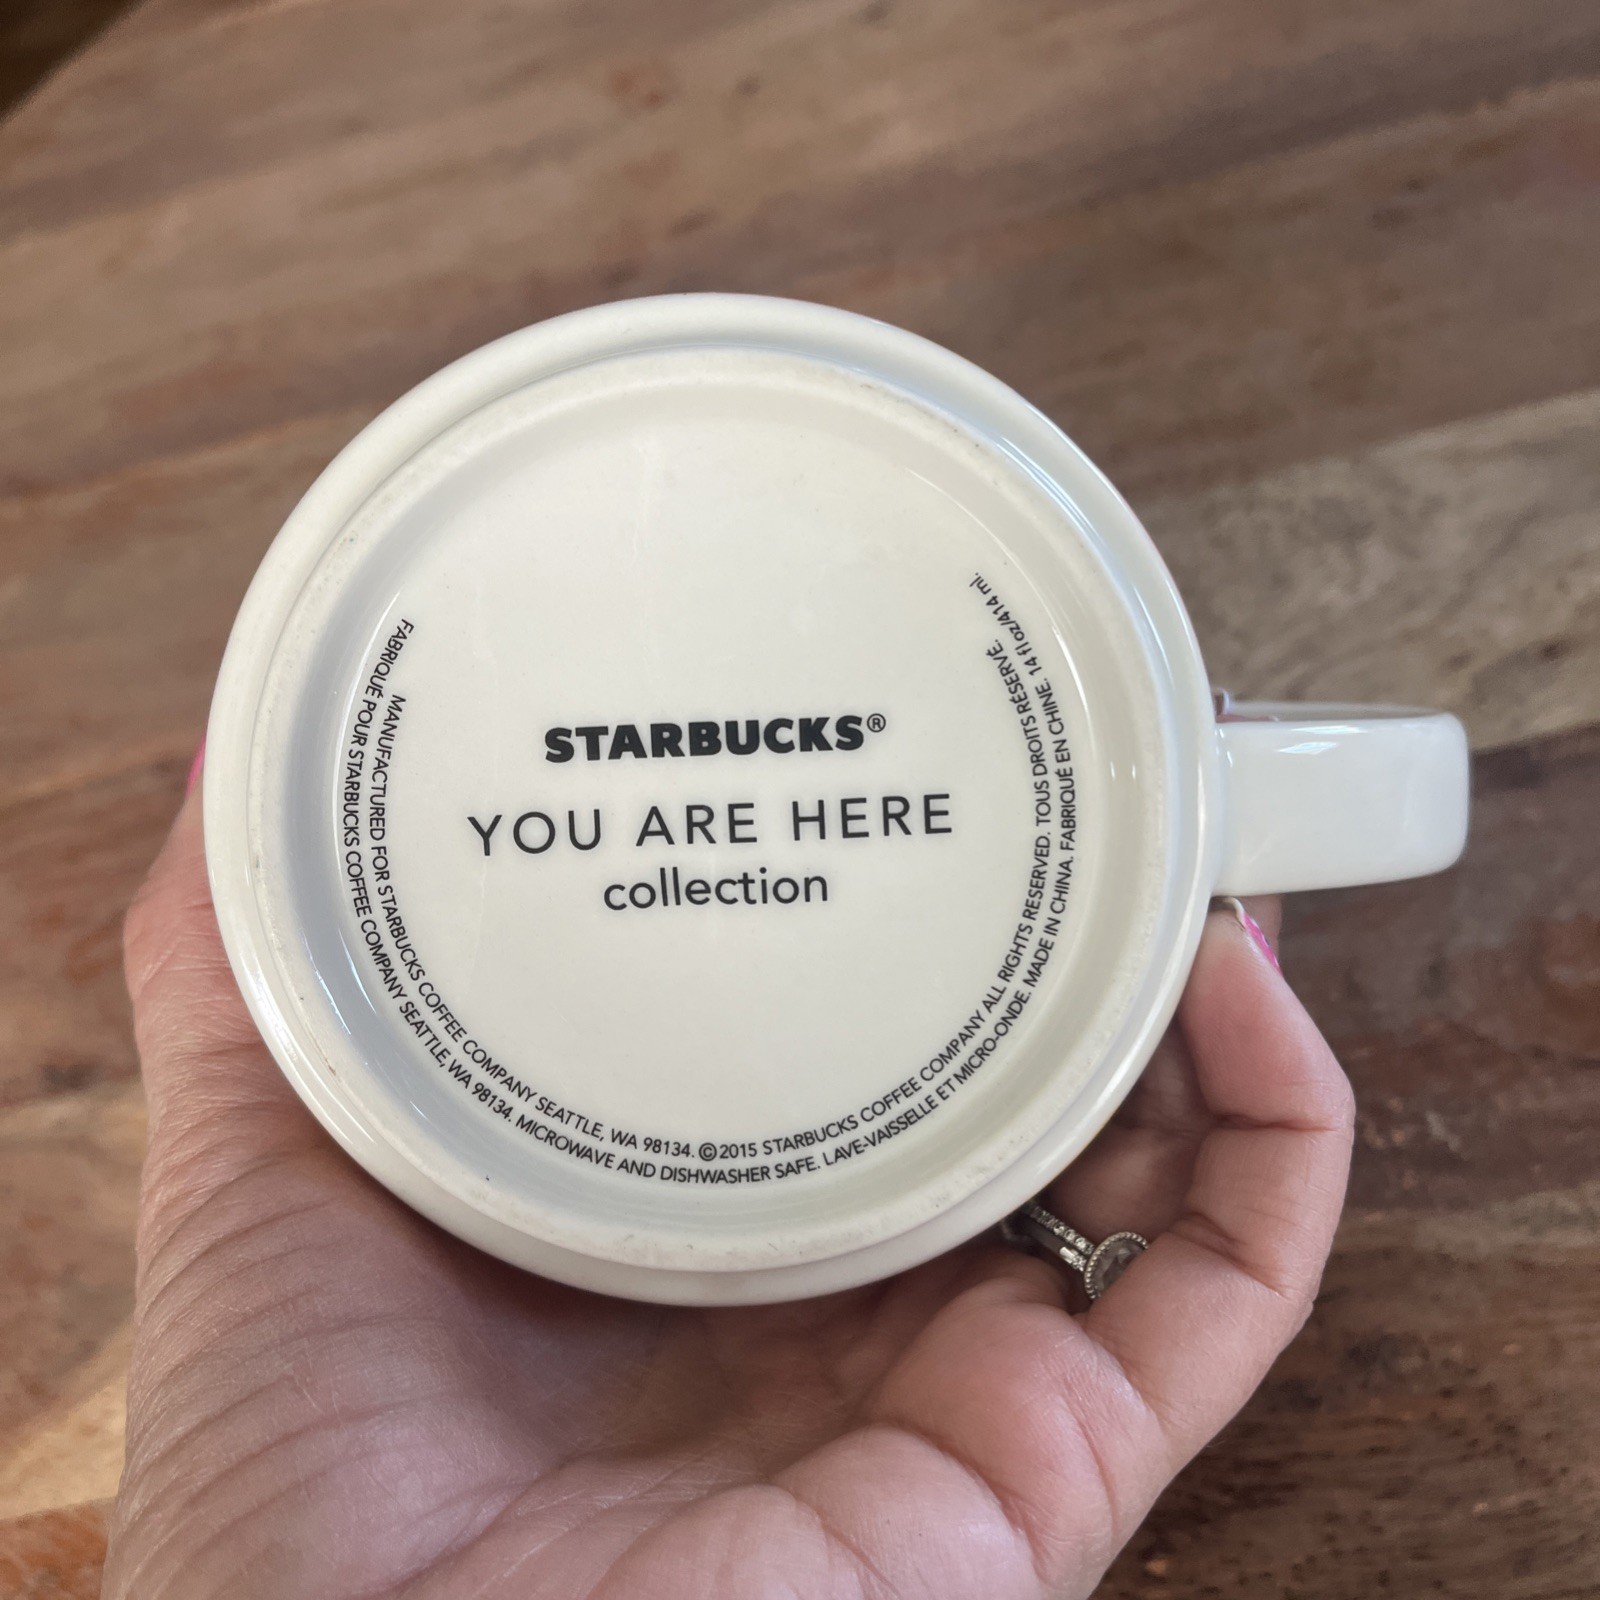 STARBUCKS®
YOU ARE HERE
collection
MANUFACTURED FOR STARBUCKS COFFEE COMPANY SEATTLE, WA 98134. ©2015 STARBUCKS COFFEE COMPANY ALL RIGHTS RESERVED. TOUS DROITS RÉSERVÉ.
FABRIQUÉ POUR STARBUCKS COFFEE COMPANY SEATTLE, WA 98134. MICROWAVE AND DISHWASHER SAFE. LAVE-VAISSELLE ET MICRO-ONDE. MADE IN CHINA. FABRIQUÉ EN CHINE. 14 fl oz/414 ml.